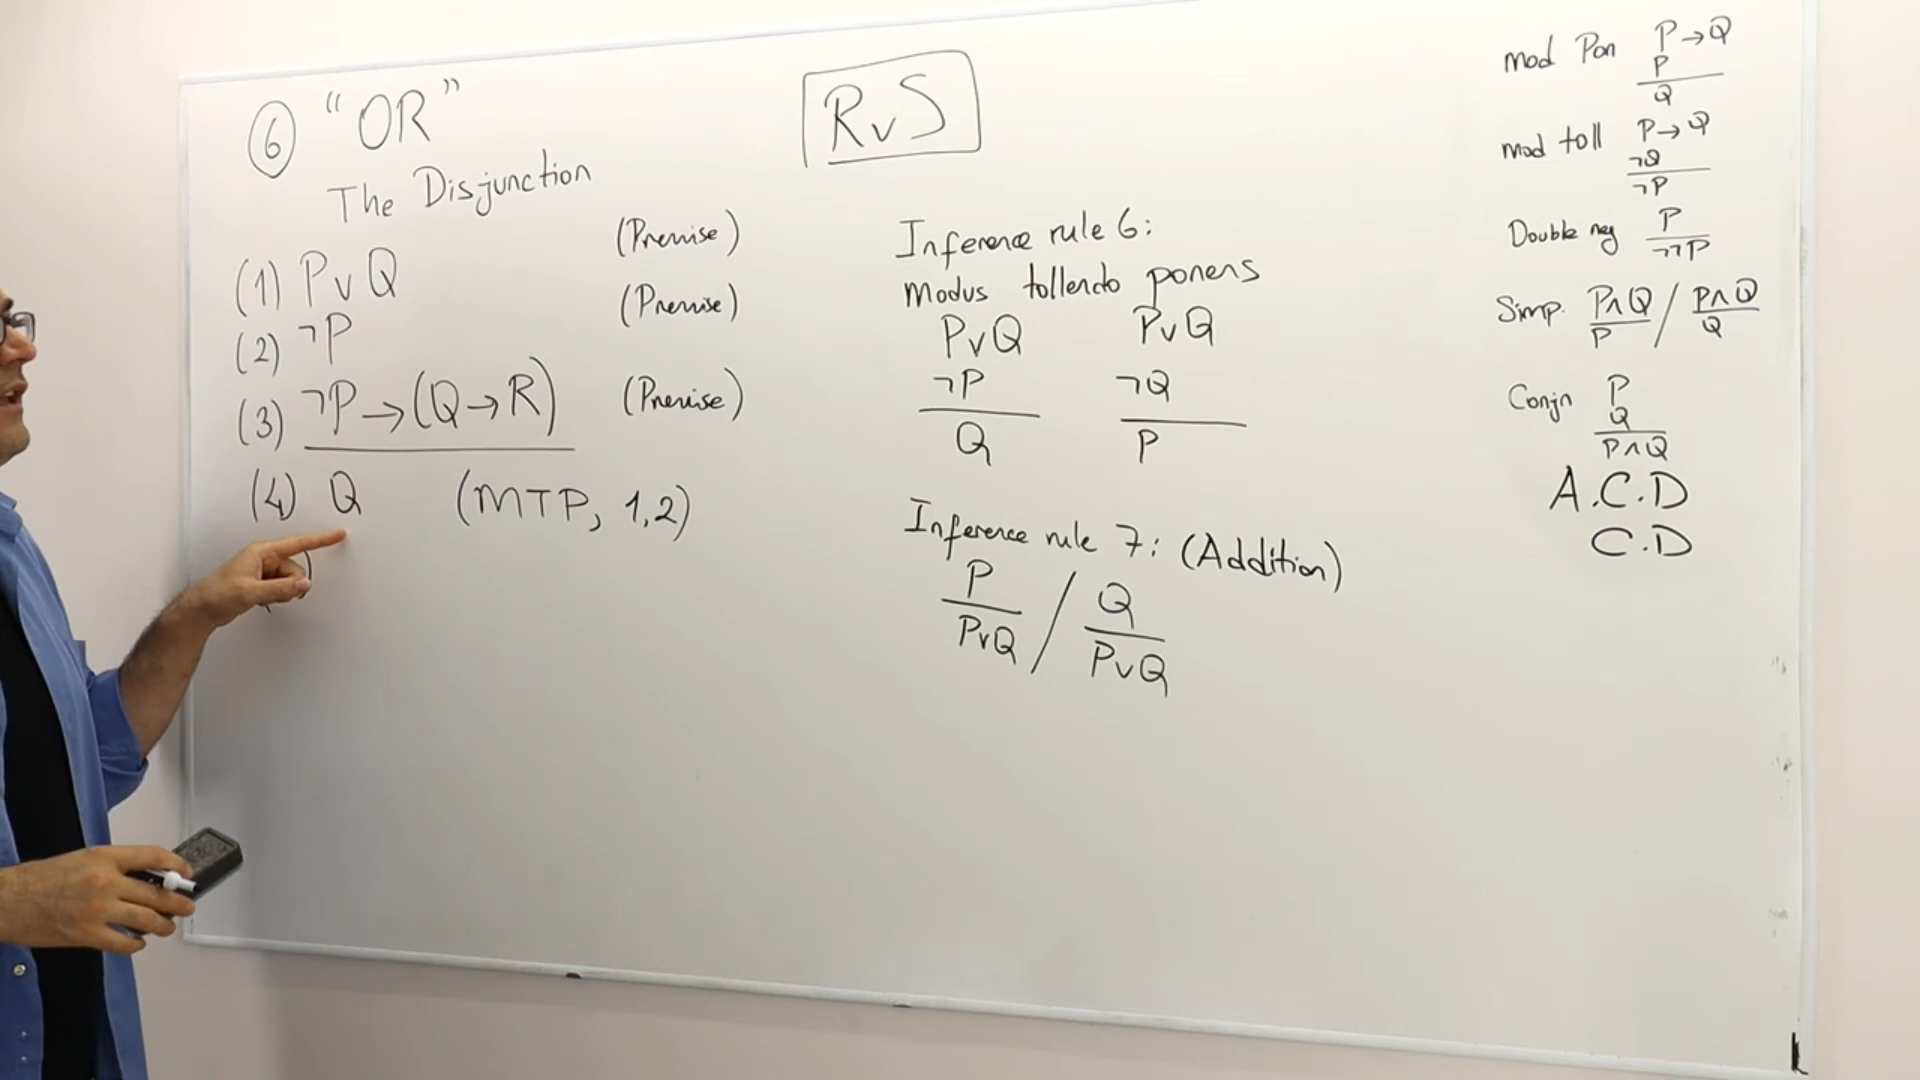 ⑥ "OR"
The Disjunction
R∨S
(1) P∨Q (Premise)
(2) ¬P (Premise)
(3) ¬P→(Q→R) (Premise)
(4) Q (MTP, 1,2)
Inference rule 6:
Modus tollendo ponens
P∨Q P∨Q
¬P ¬Q
Q P
Inference rule 7: (Addition)
P / Q
P∨Q P∨Q
mod Pon P→Q
P
Q
mod toll P→Q
¬Q
¬P
Double neg P
¬¬P
Simp. P∧Q / P∧Q
P Q
Conjn P
Q
P∧Q
A.C.D
C.D